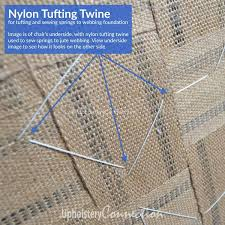 Nylon Tufting Twine
for tufting and sewing springs to webbing foundation
Image is of chair's underside, with nylon tufting twine
used to sew springs to jute webbing. View underside
image to see how it looks on the other side.
UpholsteryConnection